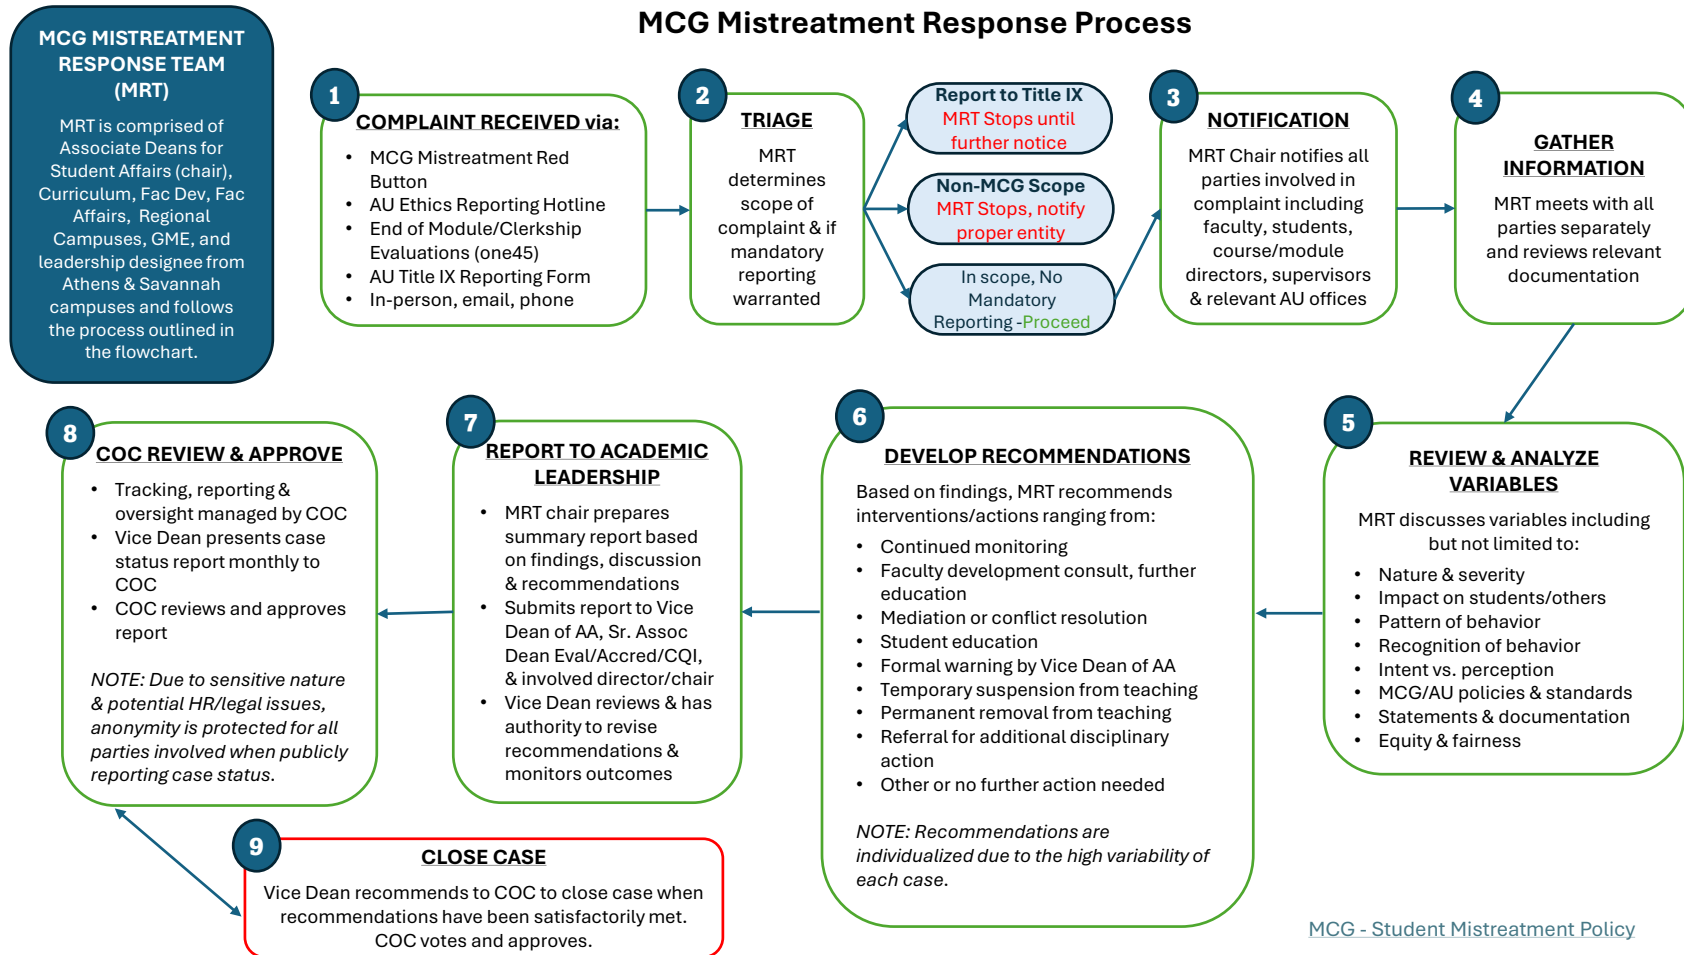 MCG Mistreatment Response Process
MCG MISTREATMENT
RESPONSE TEAM
(MRT)
MRT is comprised of
Associate Deans for
Student Affairs (chair),
Curriculum, Fac Dev, Fac
Affairs, Regional
Campuses, GME, and
leadership designee from
Athens & Savannah
campuses and follows
the process outlined in
the flowchart.
1
COMPLAINT RECEIVED via:
• MCG Mistreatment Red
Button
• AU Ethics Reporting Hotline
• End of Module/Clerkship
Evaluations (one45)
• AU Title IX Reporting Form
• In-person, email, phone
2
TRIAGE
MRT
determines
scope of
complaint & if
mandatory
reporting
warranted
Report to Title IX
MRT Stops until
further notice
Non-MCG Scope
MRT Stops, notify
proper entity
In scope, No
Mandatory
Reporting -Proceed
3
NOTIFICATION
MRT Chair notifies all
parties involved in
complaint including
faculty, students,
course/module
directors, supervisors
& relevant AU offices
4
GATHER
INFORMATION
MRT meets with all
parties separately
and reviews relevant
documentation
5
REVIEW & ANALYZE
VARIABLES
MRT discusses variables including
but not limited to:
• Nature & severity
• Impact on students/others
• Pattern of behavior
• Recognition of behavior
• Intent vs. perception
• MCG/AU policies & standards
• Statements & documentation
• Equity & fairness
6
DEVELOP RECOMMENDATIONS
Based on findings, MRT recommends
interventions/actions ranging from:
• Continued monitoring
• Faculty development consult, further
education
• Mediation or conflict resolution
• Student education
• Formal warning by Vice Dean of AA
• Temporary suspension from teaching
• Permanent removal from teaching
• Referral for additional disciplinary
action
• Other or no further action needed
NOTE: Recommendations are
individualized due to the high variability of
each case.
7
REPORT TO ACADEMIC
LEADERSHIP
• MRT chair prepares
summary report based
on findings, discussion
& recommendations
• Submits report to Vice
Dean of AA, Sr. Assoc
Dean Eval/Accred/CQI,
& involved director/chair
• Vice Dean reviews & has
authority to revise
recommendations &
monitors outcomes
8
COC REVIEW & APPROVE
• Tracking, reporting &
oversight managed by COC
• Vice Dean presents case
status report monthly to
COC
• COC reviews and approves
report
NOTE: Due to sensitive nature
& potential HR/legal issues,
anonymity is protected for all
parties involved when publicly
reporting case status.
9
CLOSE CASE
Vice Dean recommends to COC to close case when
recommendations have been satisfactorily met.
COC votes and approves.
MCG - Student Mistreatment Policy